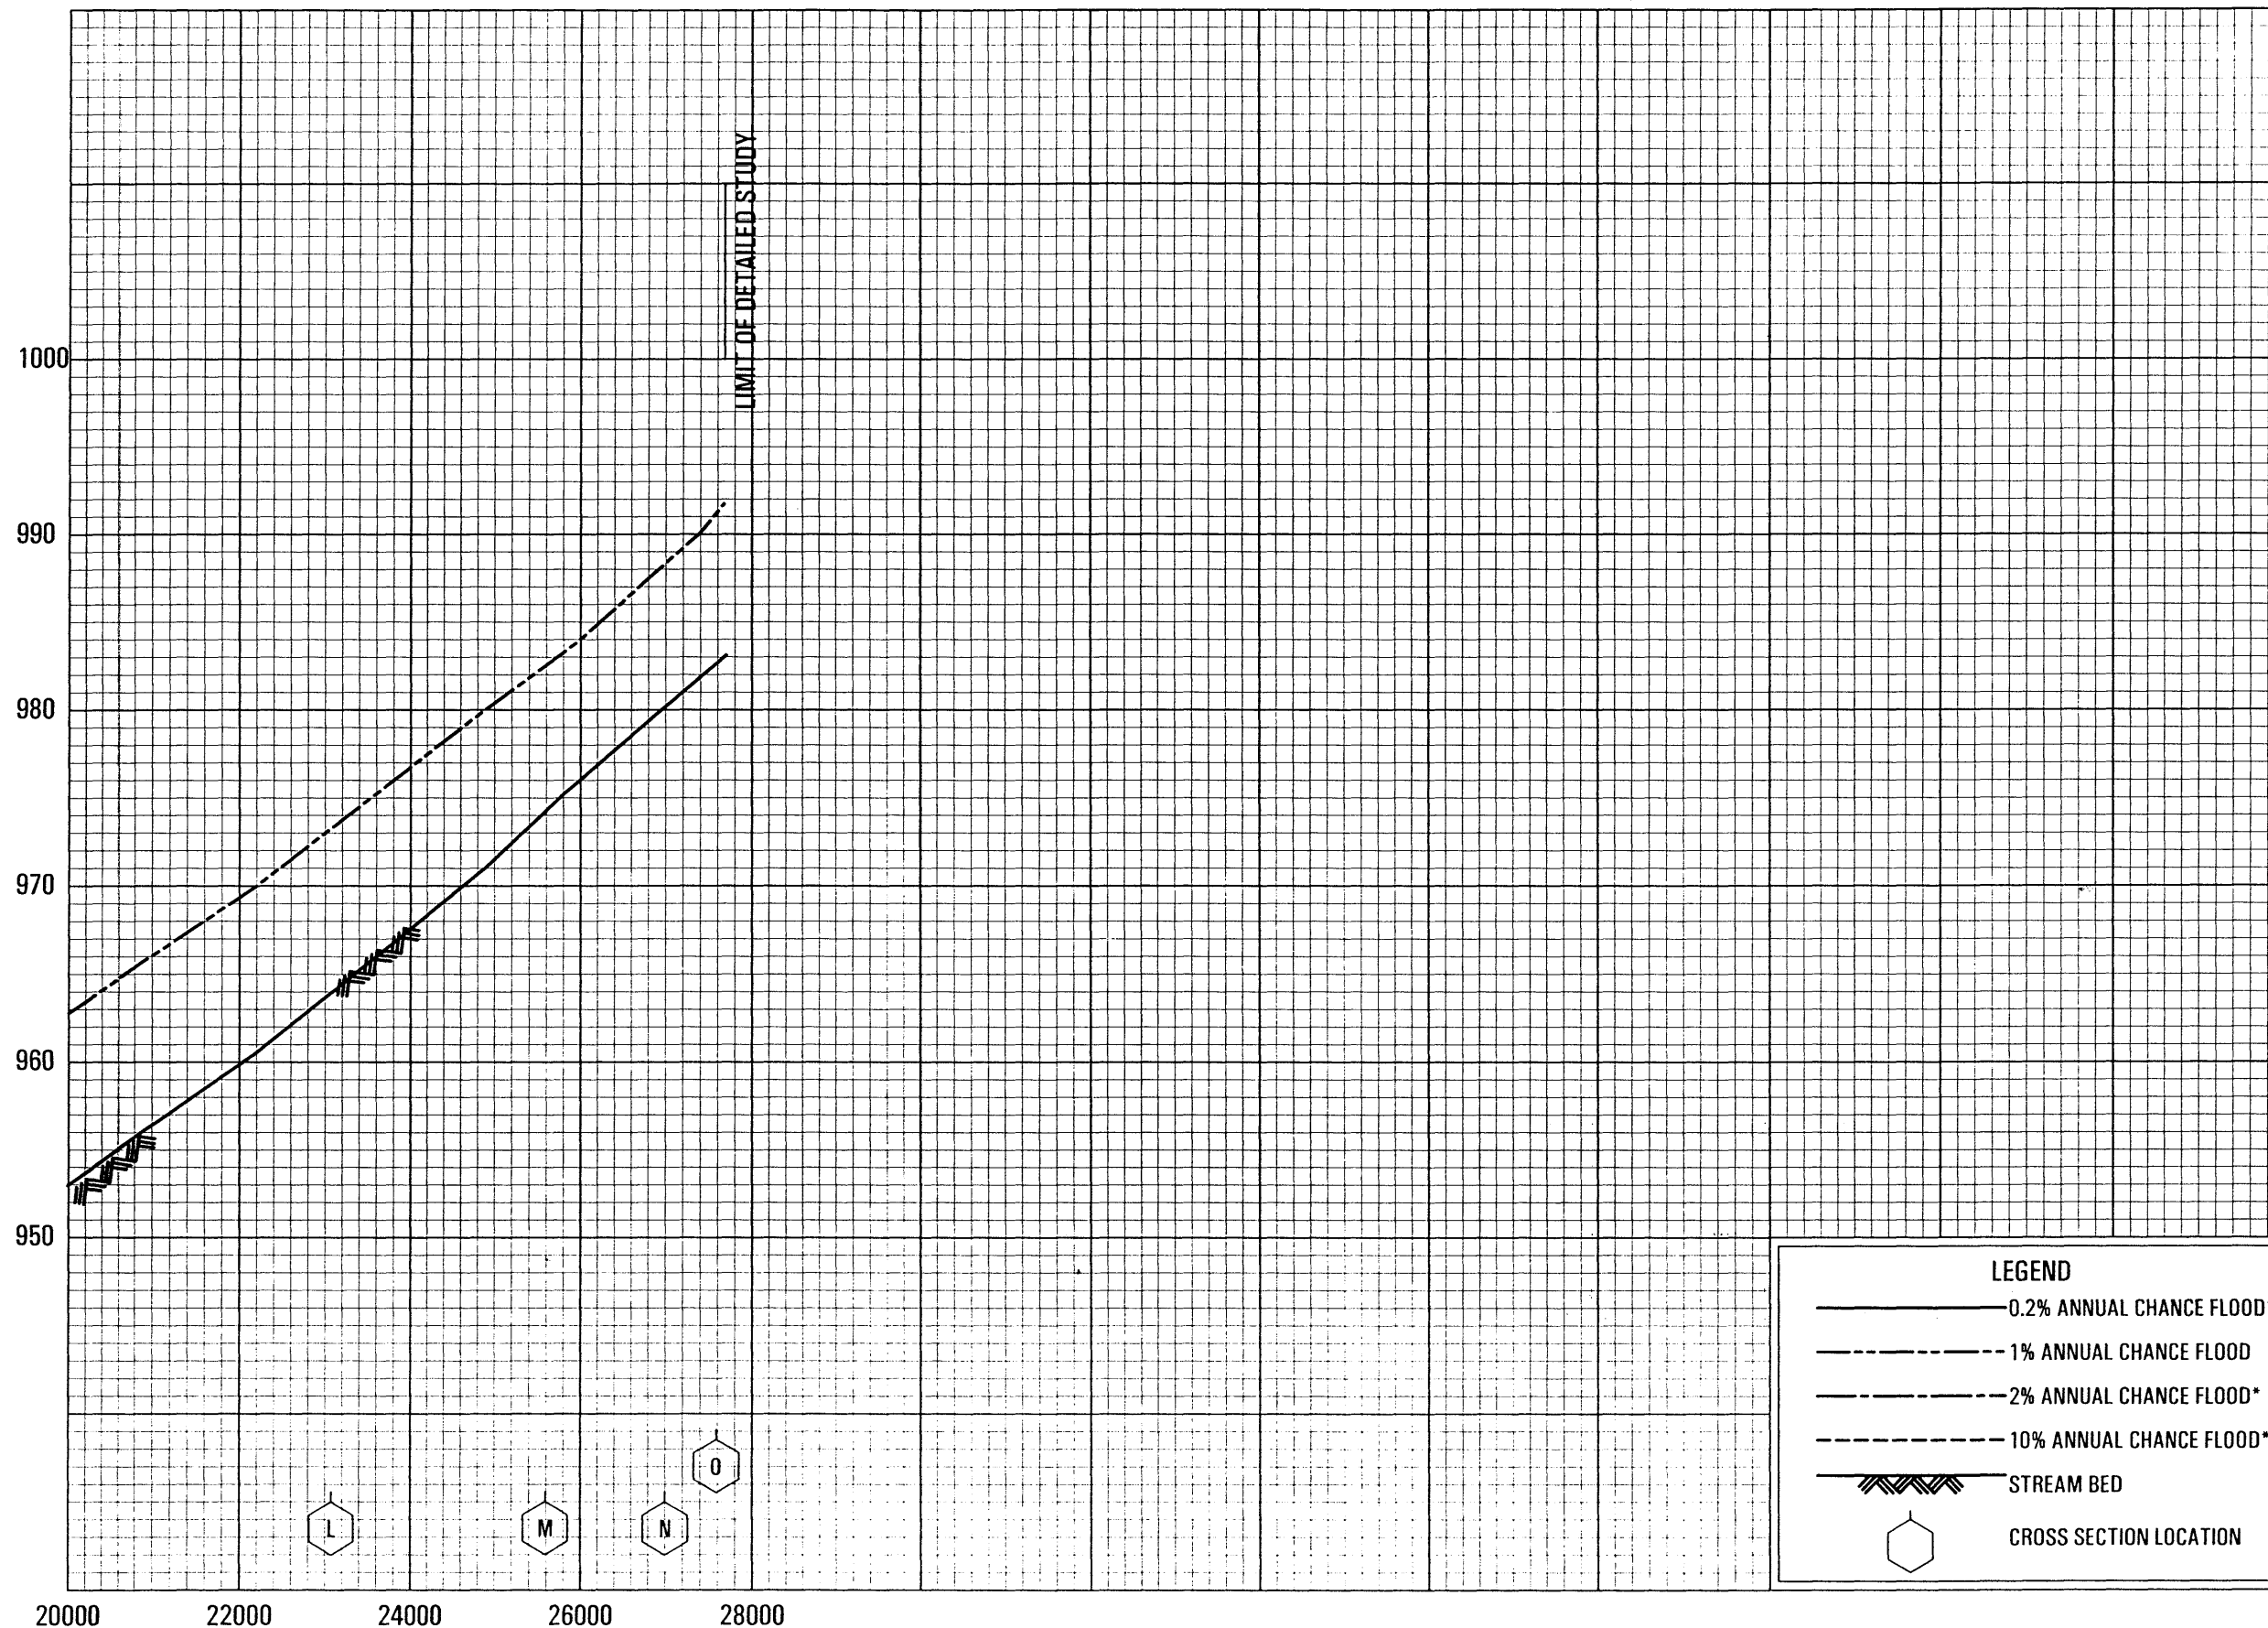 LIMIT OF DETAILED STUDY
1000
990
980
970
960
950
LEGEND
0.2% ANNUAL CHANCE FLOOD
1% ANNUAL CHANCE FLOOD
2% ANNUAL CHANCE FLOOD*
10% ANNUAL CHANCE FLOOD*
STREAM BED
CROSS SECTION LOCATION
O
L M N
20000 22000 24000 26000 28000